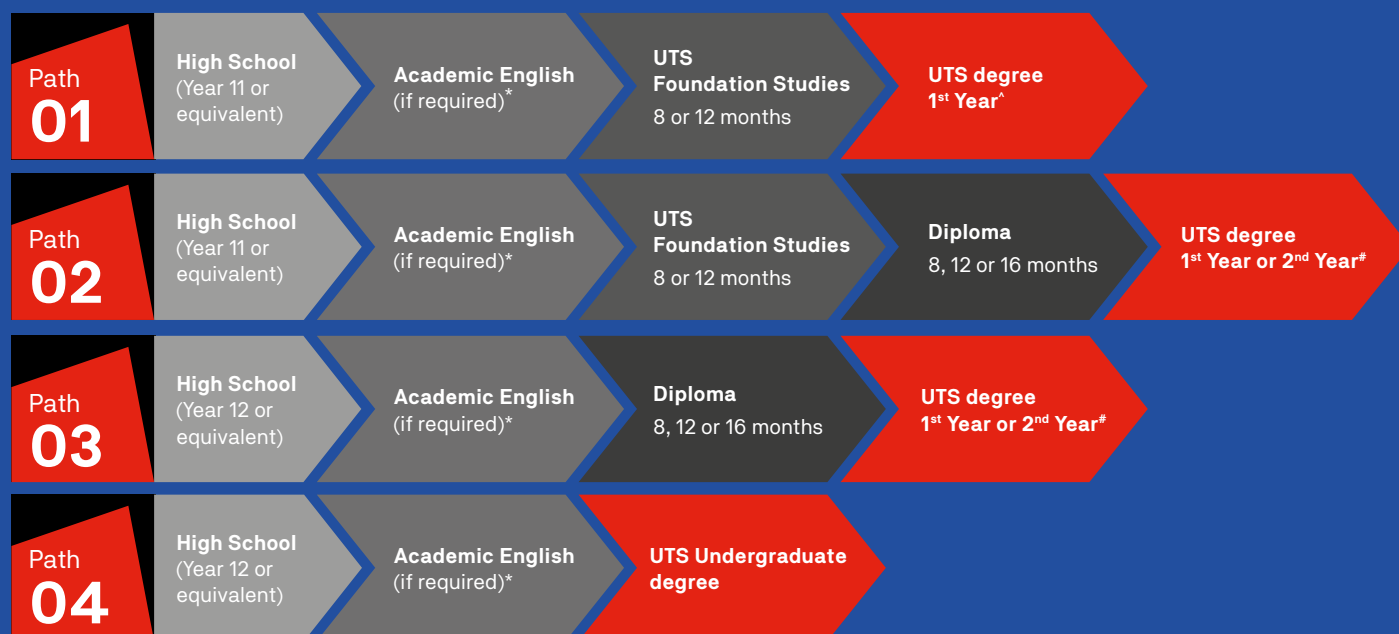 Path
01
High School
(Year 11 or
equivalent)
Academic English
(if required)*
UTS
Foundation Studies
8 or 12 months
UTS degree
1st Year^
Path
02
High School
(Year 11 or
equivalent)
Academic English
(if required)*
UTS
Foundation Studies
8 or 12 months
Diploma
8, 12 or 16 months
UTS degree
1st Year or 2nd Year#
Path
03
High School
(Year 12 or
equivalent)
Academic English
(if required)*
Diploma
8, 12 or 16 months
UTS degree
1st Year or 2nd Year#
Path
04
High School
(Year 12 or
equivalent)
Academic English
(if required)*
UTS Undergraduate
degree